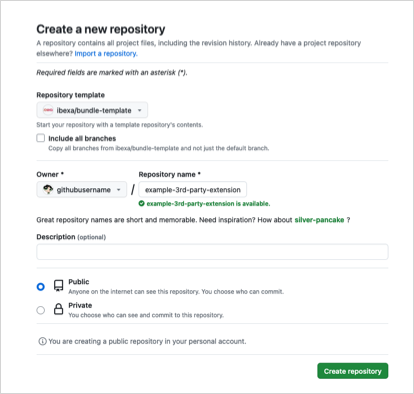 Create a new repository
A repository contains all project files, including the revision history. Already have a project repository
elsewhere? Import a repository.
Required fields are marked with an asterisk (*).
Repository template
ibexa/bundle-template
Start your repository with a template repository's contents.
Include all branches
Copy all branches from ibexa/bundle-template and not just the default branch.
Owner * Repository name *
githubusername / example-3rd-party-extension
example-3rd-party-extension is available.
Great repository names are short and memorable. Need inspiration? How about silver-pancake ?
Description (optional)
Public
Anyone on the internet can see this repository. You choose who can commit.
Private
You choose who can see and commit to this repository.
You are creating a public repository in your personal account.
Create repository